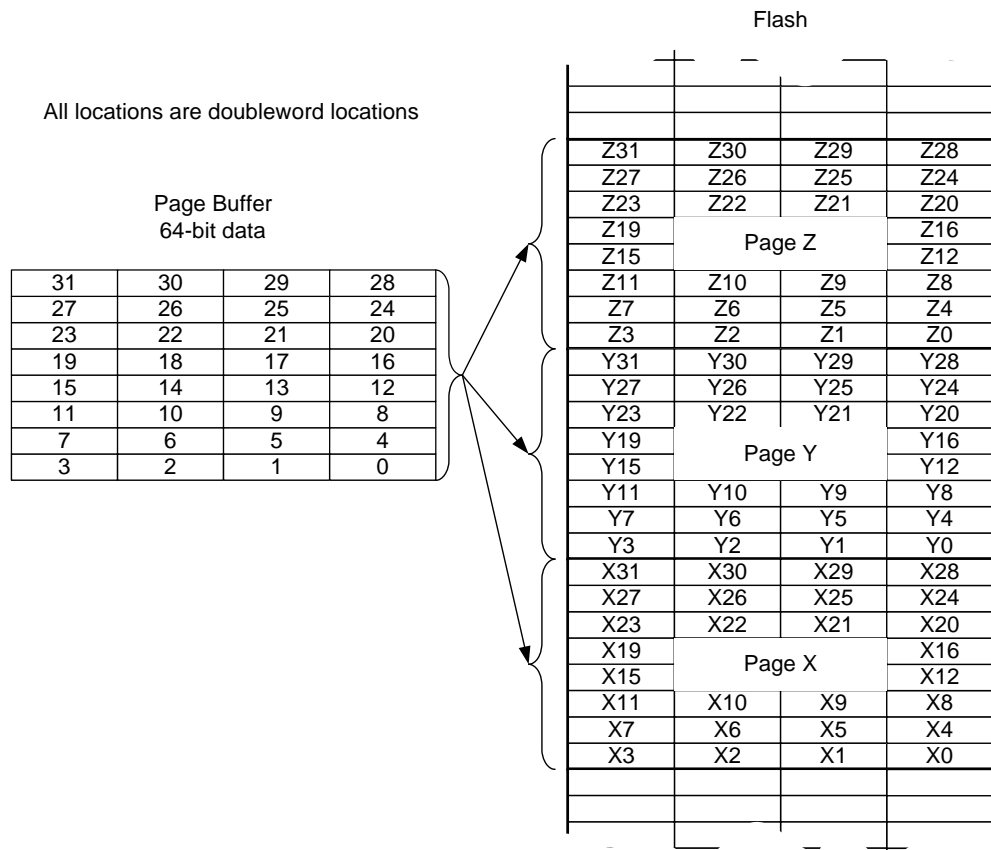 Flash
All locations are doubleword locations
Page Buffer
64-bit data
31 30 29 28
27 26 25 24
23 22 21 20
19 18 17 16
15 14 13 12
11 10 9 8
7 6 5 4
3 2 1 0
Z31 Z30 Z29 Z28
Z27 Z26 Z25 Z24
Z23 Z22 Z21 Z20
Z19 Z16
Page Z
Z15 Z12
Z11 Z10 Z9 Z8
Z7 Z6 Z5 Z4
Z3 Z2 Z1 Z0
Y31 Y30 Y29 Y28
Y27 Y26 Y25 Y24
Y23 Y22 Y21 Y20
Y19 Y16
Page Y
Y15 Y12
Y11 Y10 Y9 Y8
Y7 Y6 Y5 Y4
Y3 Y2 Y1 Y0
X31 X30 X29 X28
X27 X26 X25 X24
X23 X22 X21 X20
X19 X16
Page X
X15 X12
X11 X10 X9 X8
X7 X6 X5 X4
X3 X2 X1 X0